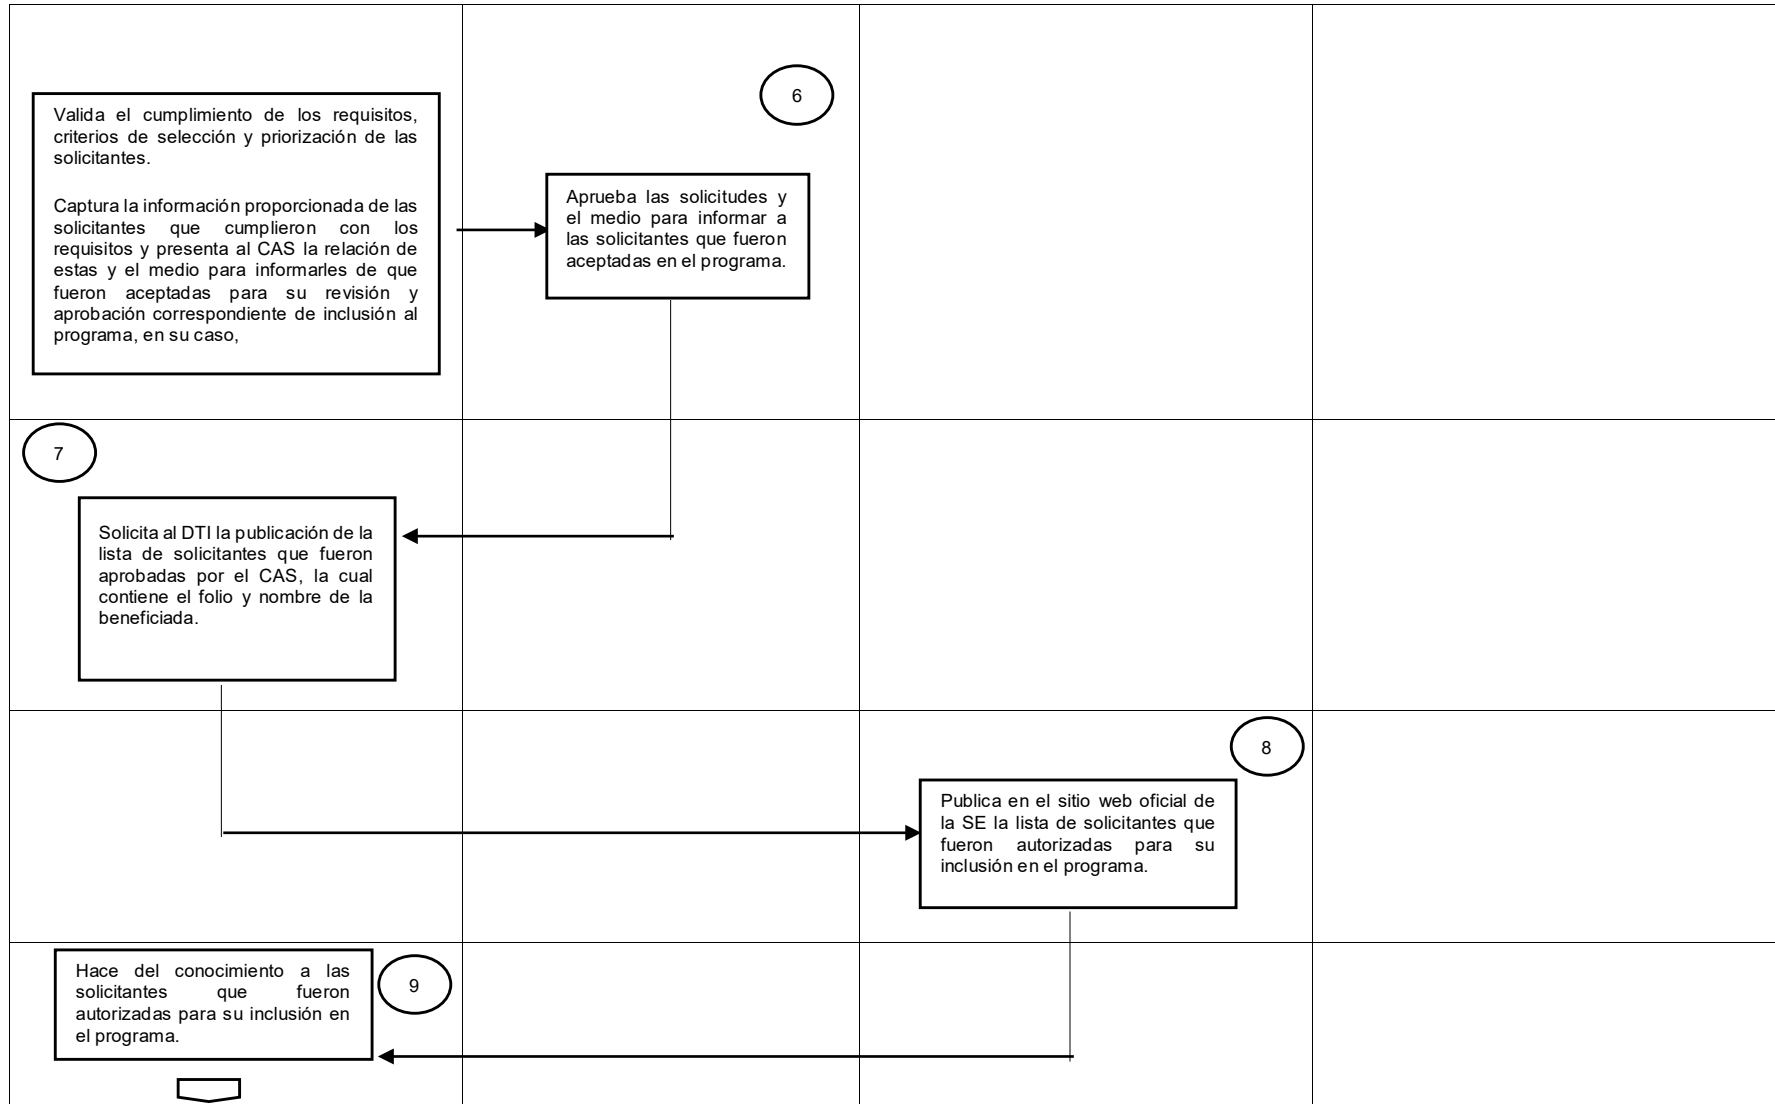 Valida el cumplimiento de los requisitos,
criterios de selección y priorización de las
solicitantes.
Captura la información proporcionada de las
solicitantes que cumplieron con los
requisitos y presenta al CAS la relación de
estas y el medio para informarles de que
fueron aceptadas para su revisión y
aprobación correspondiente de inclusión al
programa, en su caso,
6
Aprueba las solicitudes y
el medio para informar a
las solicitantes que fueron
aceptadas en el programa.
7
Solicita al DTI la publicación de la
lista de solicitantes que fueron
aprobadas por el CAS, la cual
contiene el folio y nombre de la
beneficiada.
8
Publica en el sitio web oficial de
la SE la lista de solicitantes que
fueron autorizadas para su
inclusión en el programa.
9
Hace del conocimiento a las
solicitantes que fueron
autorizadas para su inclusión en
el programa.